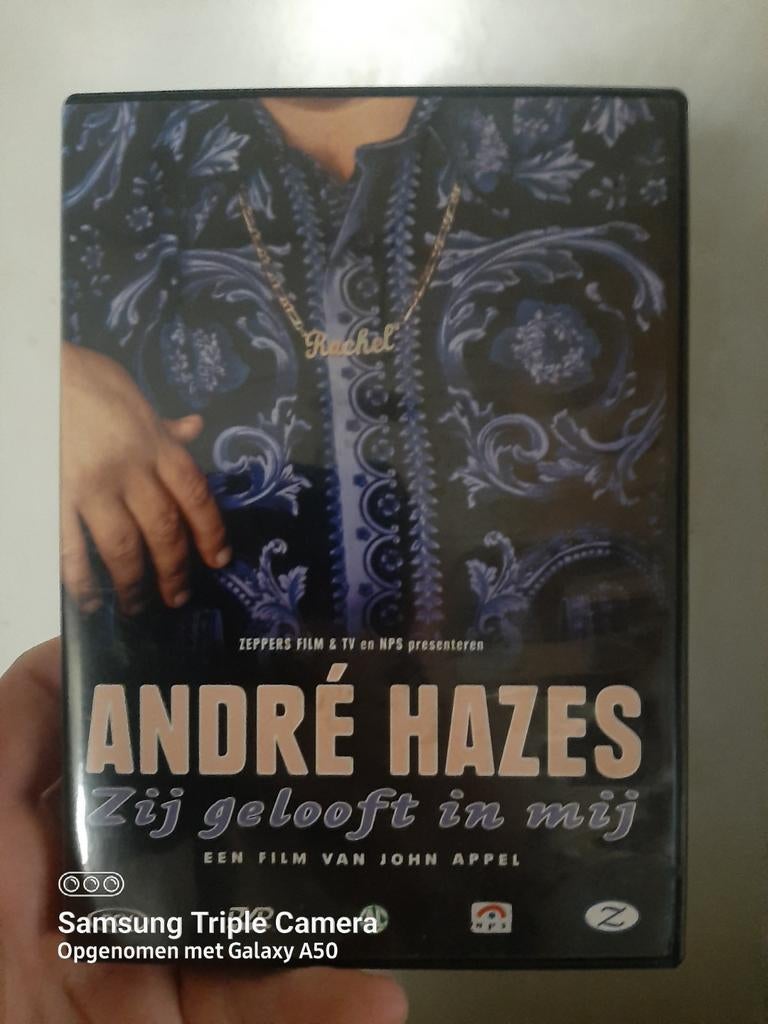 Rachel
ZEPPERS FILM & TV en NPS presenteren
ANDRÉ HAZES
Zij gelooft in mij
EEN FILM VAN JOHN APPEL
NPS
Z
Samsung Triple Camera
Opgenomen met Galaxy A50